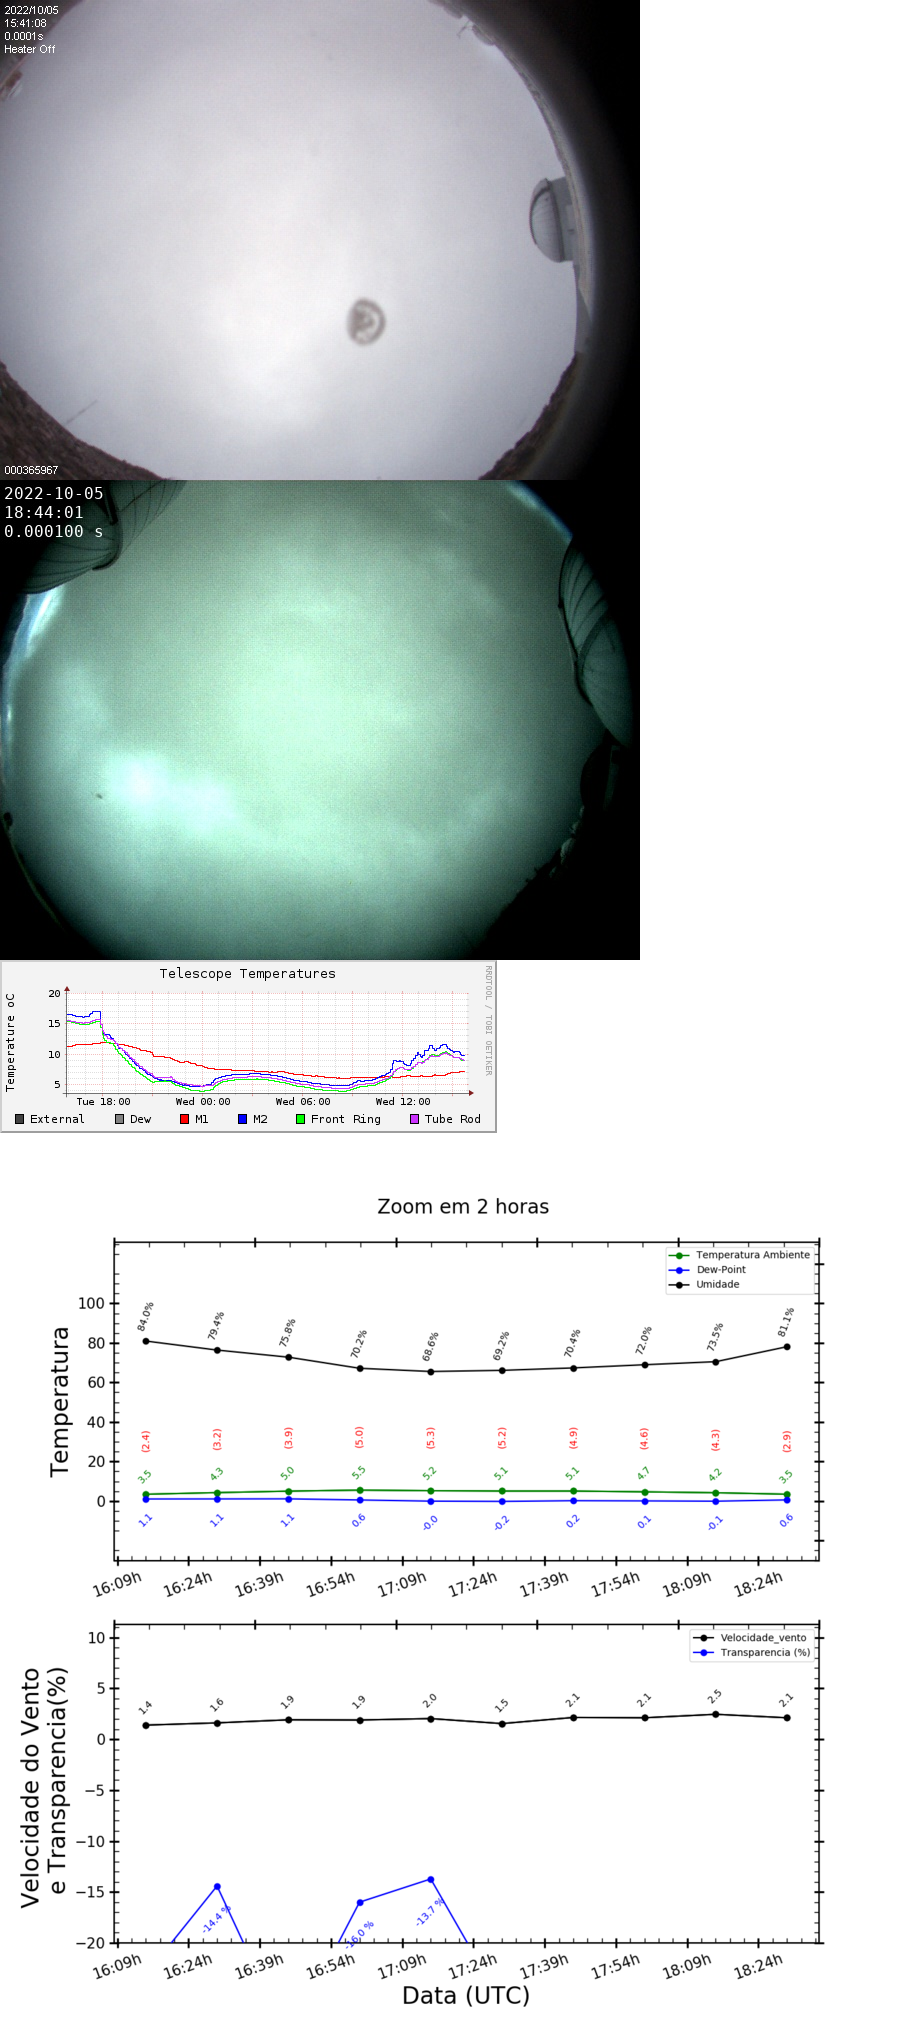 2022/10/05
15:41:08
0.0001s
Heater Off
000365967
2022-10-05
18:44:01
0.000100 s
Telescope Temperatures
RRDTOOL / TOBI OETIKER
Temperature oC
20
15
10
5
Tue 18:00 Wed 00:00 Wed 06:00 Wed 12:00
External Dew M1 M2 Front Ring Tube Rod
Zoom em 2 horas
Temperatura
Temperatura Ambiente
Dew-Point
Umidade
100
80
60
40
20
0
84.0% 79.4% 75.8% 70.2% 68.6% 69.2% 70.4% 72.0% 73.5% 81.1%
(2.4) (3.2) (3.9) (5.0) (5.3) (5.2) (4.9) (4.6) (4.3) (2.9)
3.5 4.3 5.0 5.5 5.2 5.1 5.1 4.7 4.2 3.5
1.1 1.1 1.1 0.6 -0.0 -0.2 0.2 0.1 -0.1 0.6
16:09h 16:24h 16:39h 16:54h 17:09h 17:24h 17:39h 17:54h 18:09h 18:24h
Velocidade do Vento
e Transparencia(%)
Velocidade_vento
Transparencia (%)
10
5
0
−5
−10
−15
−20
1.4 1.6 1.9 1.9 2.0 1.5 2.1 2.1 2.5 2.1
-14.4 % -16.0 % -13.7 %
16:09h 16:24h 16:39h 16:54h 17:09h 17:24h 17:39h 17:54h 18:09h 18:24h
Data (UTC)